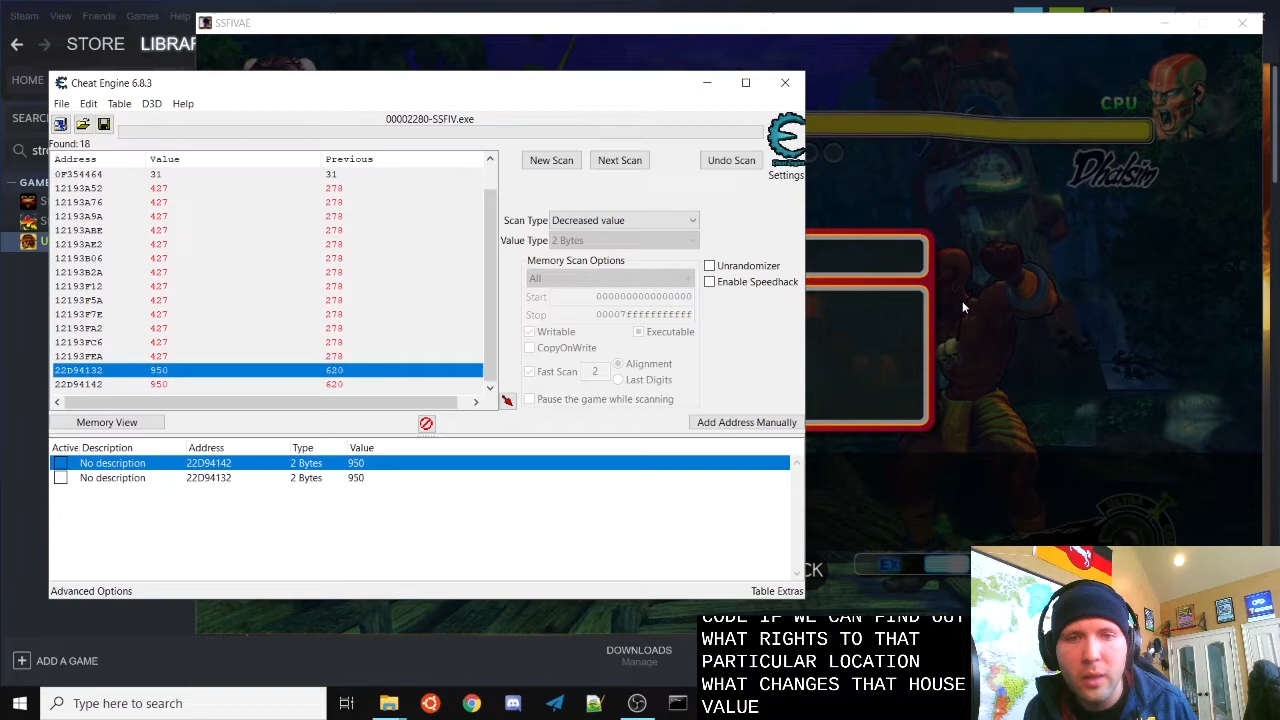 Steam View Friends Games Help
SSFIVAE
STORE LIBRAR
HOME
SEARC
GAME
ADD A GAME
DOWNLOADS
Manage
Cheat Engine 6.8.3
File Edit Table D3D Help
00002280-SSFIV.exe
Found: 18
Address Value Previous
0F354464 31 31
12193A52 427 278
12193A76 427 278
12193A9A 427 278
12193ABE 427 278
12193AE2 427 278
12193B06 427 278
12193B2A 427 278
12193F12 427 278
12193F5A 427 278
12193F7E 427 278
12193FA2 427 278
12193FC6 427 278
12193FEA 427 278
22D94132 950 620
22D94142 950 620
New Scan Next Scan Undo Scan
Settings
Scan Type Decreased value
Value Type 2 Bytes
Memory Scan Options
All
Start 0000000000000000
Stop 00007fffffffffff
Writable Executable
CopyOnWrite
Fast Scan 2 Alignment
Last Digits
Pause the game while scanning
Unrandomizer
Enable Speedhack
Memory View
Add Address Manually
Active Description Address Type Value
No description 22D94142 2 Bytes 950
No description 22D94132 2 Bytes 950
Advanced Options
Table Extras
CPU
Dhalsim
ULTRA
EX
CK
CODE IF WE CAN FIND OUT
WHAT RIGHTS TO THAT
PARTICULAR LOCATION
WHAT CHANGES THAT HOUSE
VALUE
Type here to search